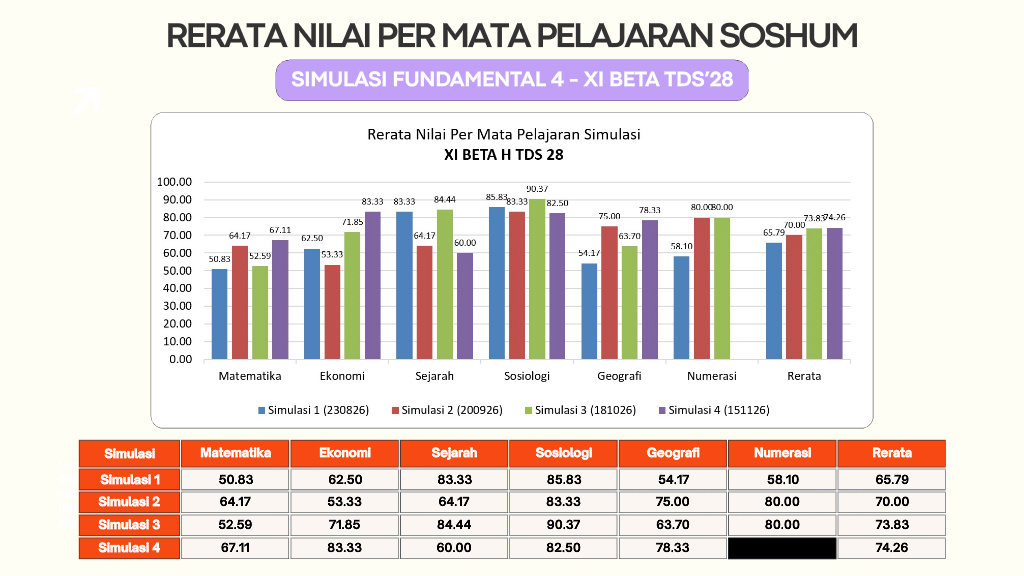 RERATA NILAI PER MATA PELAJARAN SOSHUM
SIMULASI FUNDAMENTAL 4 - XI BETA TDS'28
Rerata Nilai Per Mata Pelajaran Simulasi
XI BETA H TDS 28
100.00
90.00
80.00
70.00
60.00
50.00
40.00
30.00
20.00
10.00
0.00
50.83 64.17 52.59 67.11
62.50 53.33 71.85 83.33
83.33 64.17 84.44 60.00
85.83 83.33 90.37 82.50
54.17 75.00 63.70 78.33
58.10 80.00 80.00
65.79 70.00 73.83 74.26
Matematika Ekonomi Sejarah Sosiologi Geografi Numerasi Rerata
Simulasi 1 (230826) Simulasi 2 (200926) Simulasi 3 (181026) Simulasi 4 (151126)
Simulasi Matematika Ekonomi Sejarah Sosiologi Geografi Numerasi Rerata
Simulasi 1 50.83 62.50 83.33 85.83 54.17 58.10 65.79
Simulasi 2 64.17 53.33 64.17 83.33 75.00 80.00 70.00
Simulasi 3 52.59 71.85 84.44 90.37 63.70 80.00 73.83
Simulasi 4 67.11 83.33 60.00 82.50 78.33 74.26